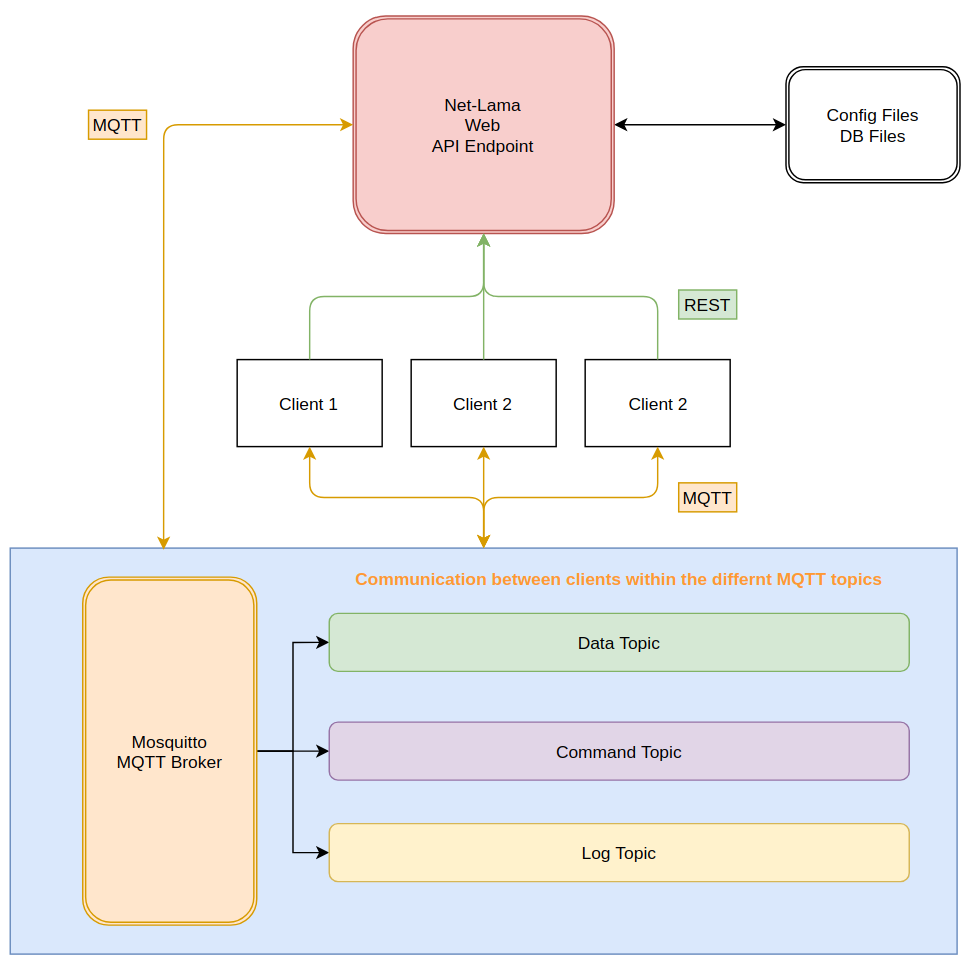 Net-Lama
Web
API Endpoint
Config Files
DB Files
MQTT
REST
Client 1
Client 2
Client 2
MQTT
Communication between clients within the differnt MQTT topics
Data Topic
Mosquitto
MQTT Broker
Command Topic
Log Topic